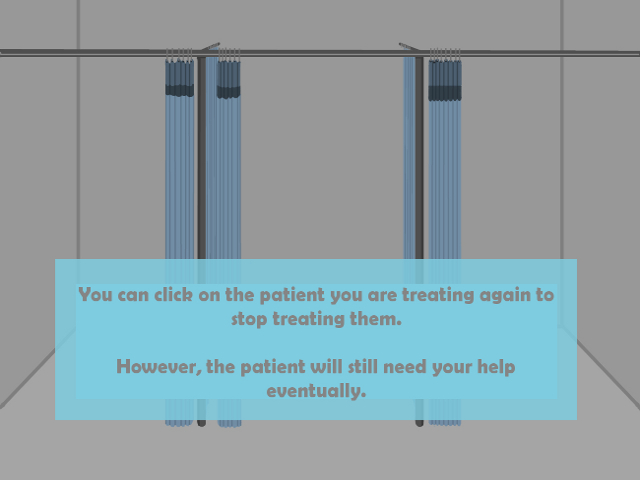 You can click on the patient you are treating again to
stop treating them.
However, the patient will still need your help
eventually.